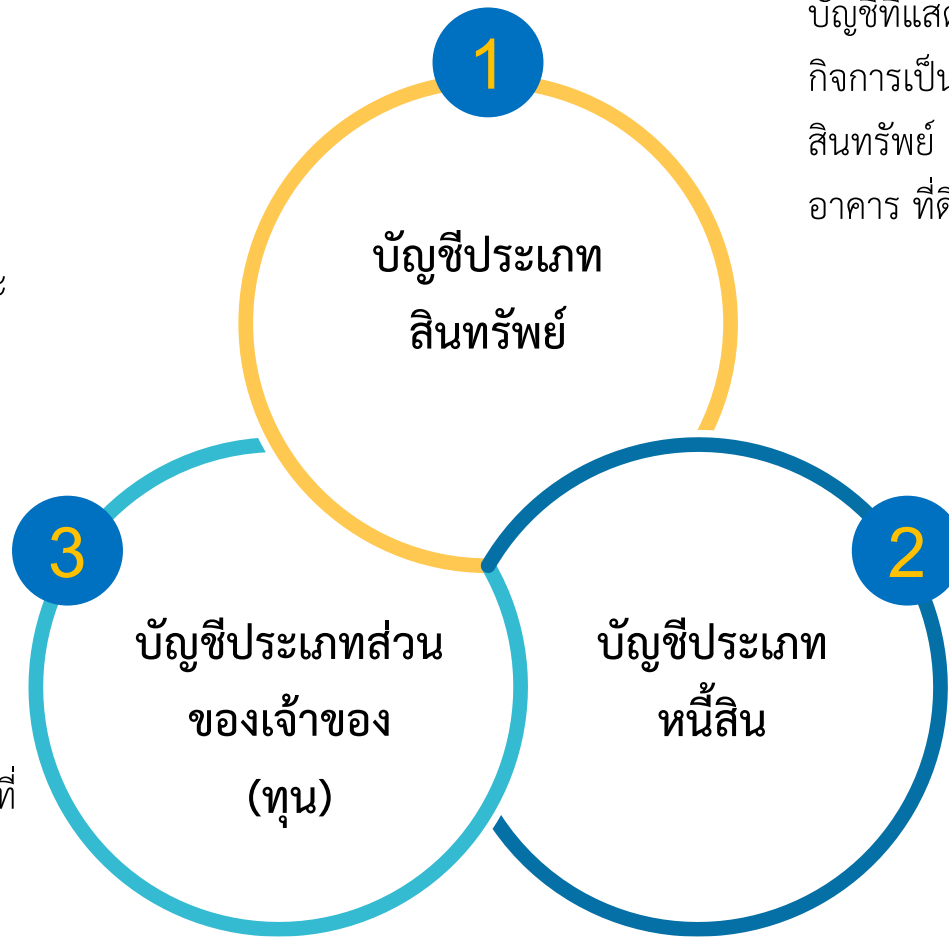 1
กิจการเป็น
สินทรัพย์
อาคาร
บัญชีประเภท
สินทรัพย์
3
บัญชีประเภทส่วน
ของเจ้าของ
(ทุน)
2
บัญชีประเภท
หนี้สิน
ที่